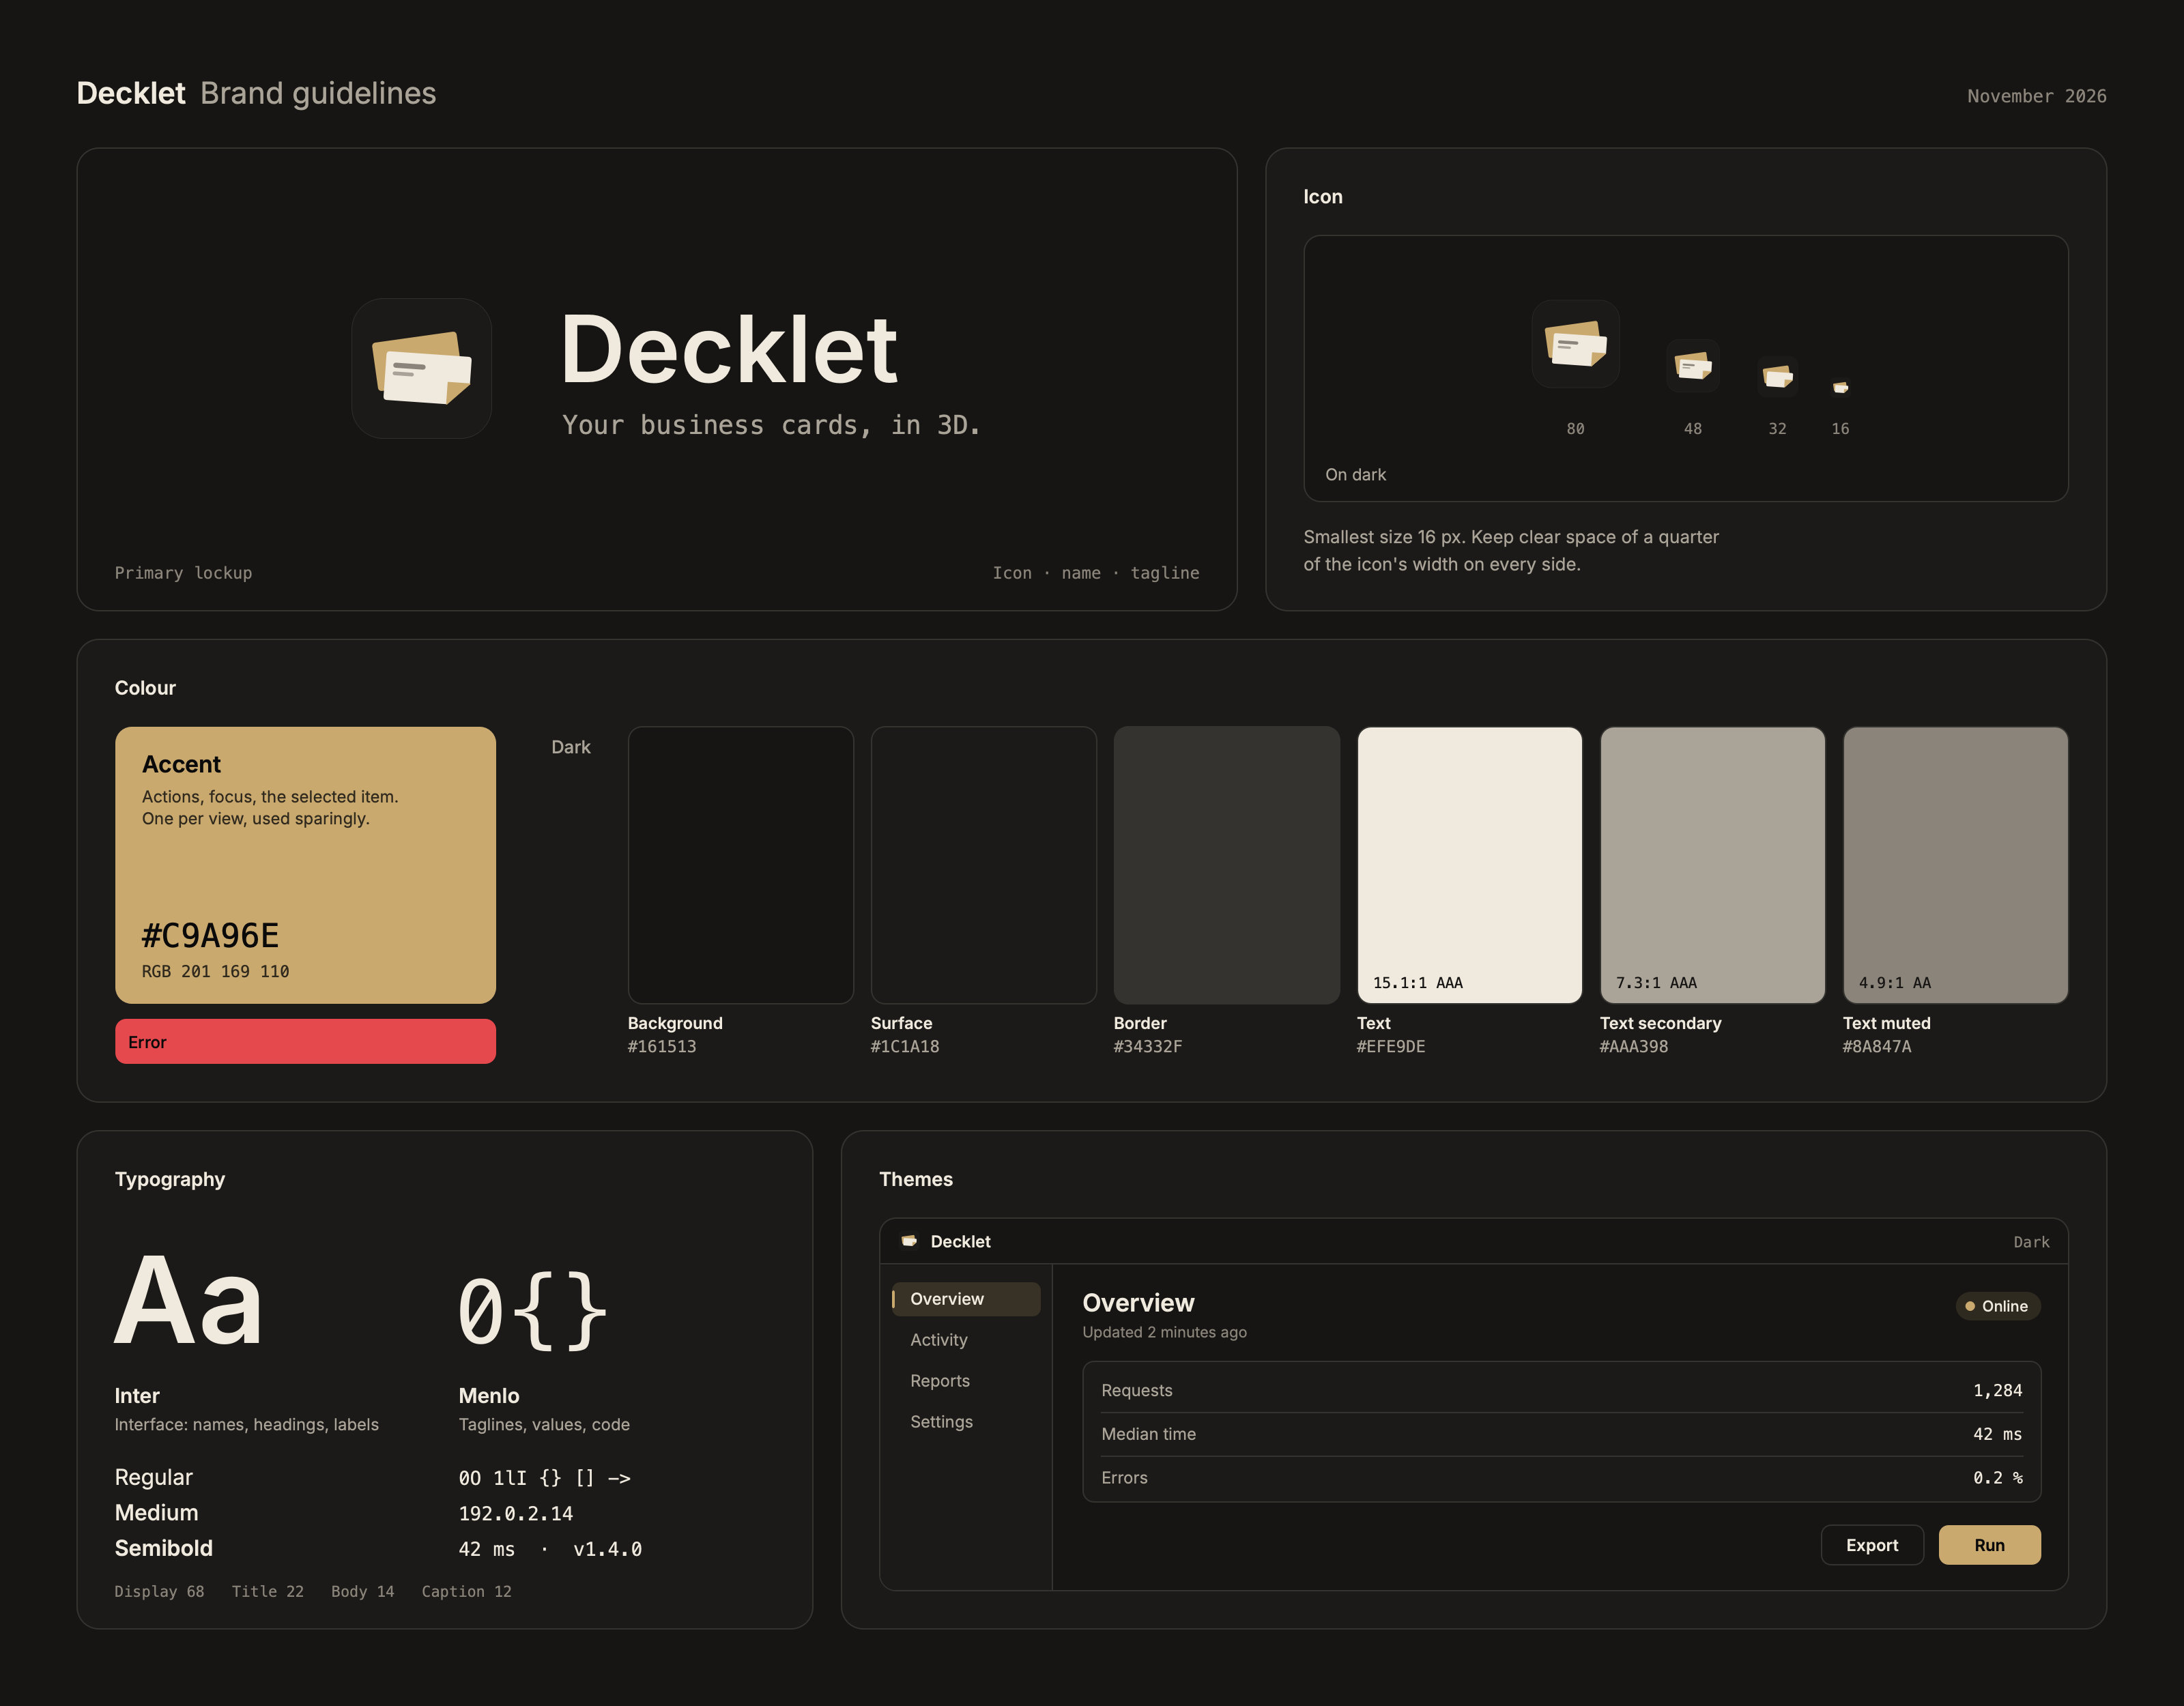 Decklet Brand guidelines
November 2026
Decklet
Your business cards, in 3D.
Primary lockup
Icon · name · tagline
Icon
80
48
32
16
On dark
Smallest size 16 px. Keep clear space of a quarter
of the icon's width on every side.
Colour
Accent
Actions, focus, the selected item.
One per view, used sparingly.
#C9A96E
RGB 201 169 110
Error
Dark
Background
#161513
Surface
#1C1A18
Border
#34332F
15.1:1 AAA
Text
#EFE9DE
7.3:1 AAA
Text secondary
#AAA398
4.9:1 AA
Text muted
#8A847A
Typography
Aa
Inter
Interface: names, headings, labels
Regular
Medium
Semibold
0{}
Menlo
Taglines, values, code
0O 1lI {} [] —>
192.0.2.14
42 ms · v1.4.0
Display 68 Title 22 Body 14 Caption 12
Themes
Decklet
Dark
Overview
Activity
Reports
Settings
Overview
Updated 2 minutes ago
Online
Requests 1,284
Median time 42 ms
Errors 0.2 %
Export
Run